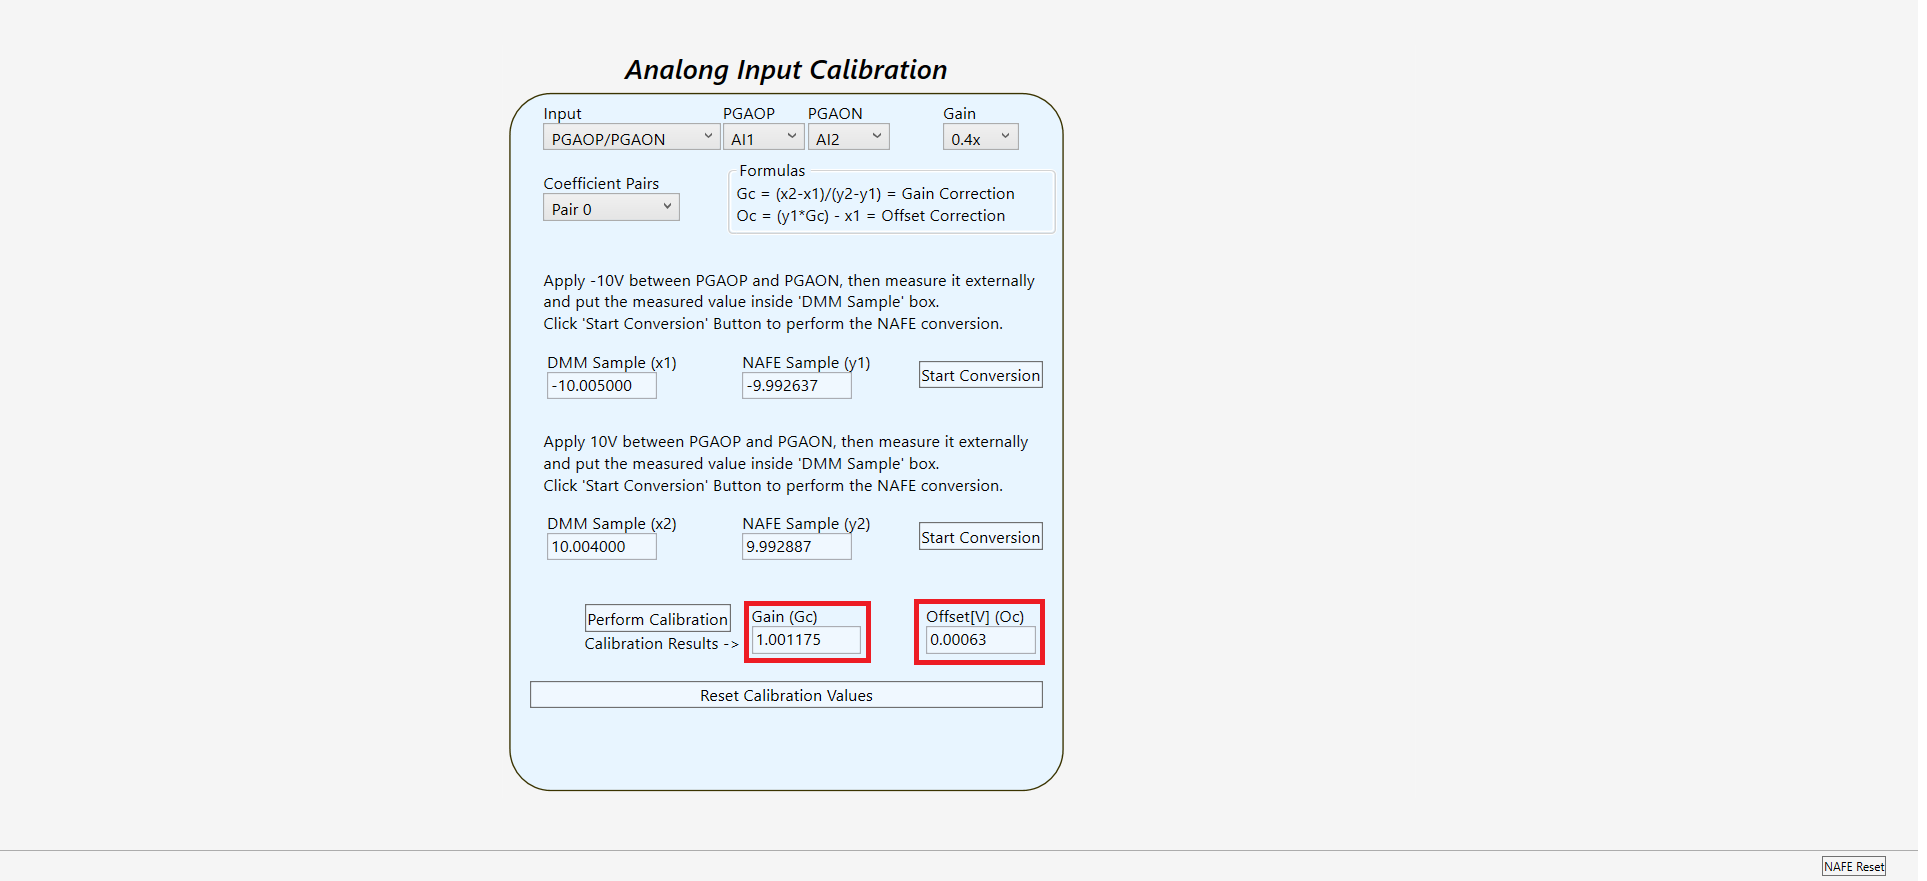 Analong Input Calibration
Input PGAOP PGAON Gain
PGAOP/PGAON AI1 AI2 0.4x
Coefficient Pairs
Pair 0
Formulas
Gc = (x2-x1)/(y2-y1) = Gain Correction
Oc = (y1*Gc) - x1 = Offset Correction
Apply -10V between PGAOP and PGAON, then measure it externally
and put the measured value inside 'DMM Sample' box.
Click 'Start Conversion' Button to perform the NAFE conversion.
DMM Sample (x1) NAFE Sample (y1)
-10.005000 -9.992637 Start Conversion
Apply 10V between PGAOP and PGAON, then measure it externally
and put the measured value inside 'DMM Sample' box.
Click 'Start Conversion' Button to perform the NAFE conversion.
DMM Sample (x2) NAFE Sample (y2)
10.004000 9.992887 Start Conversion
Perform Calibration Gain (Gc) Offset[V] (Oc)
Calibration Results -> 1.001175 0.00063
Reset Calibration Values
NAFE Reset